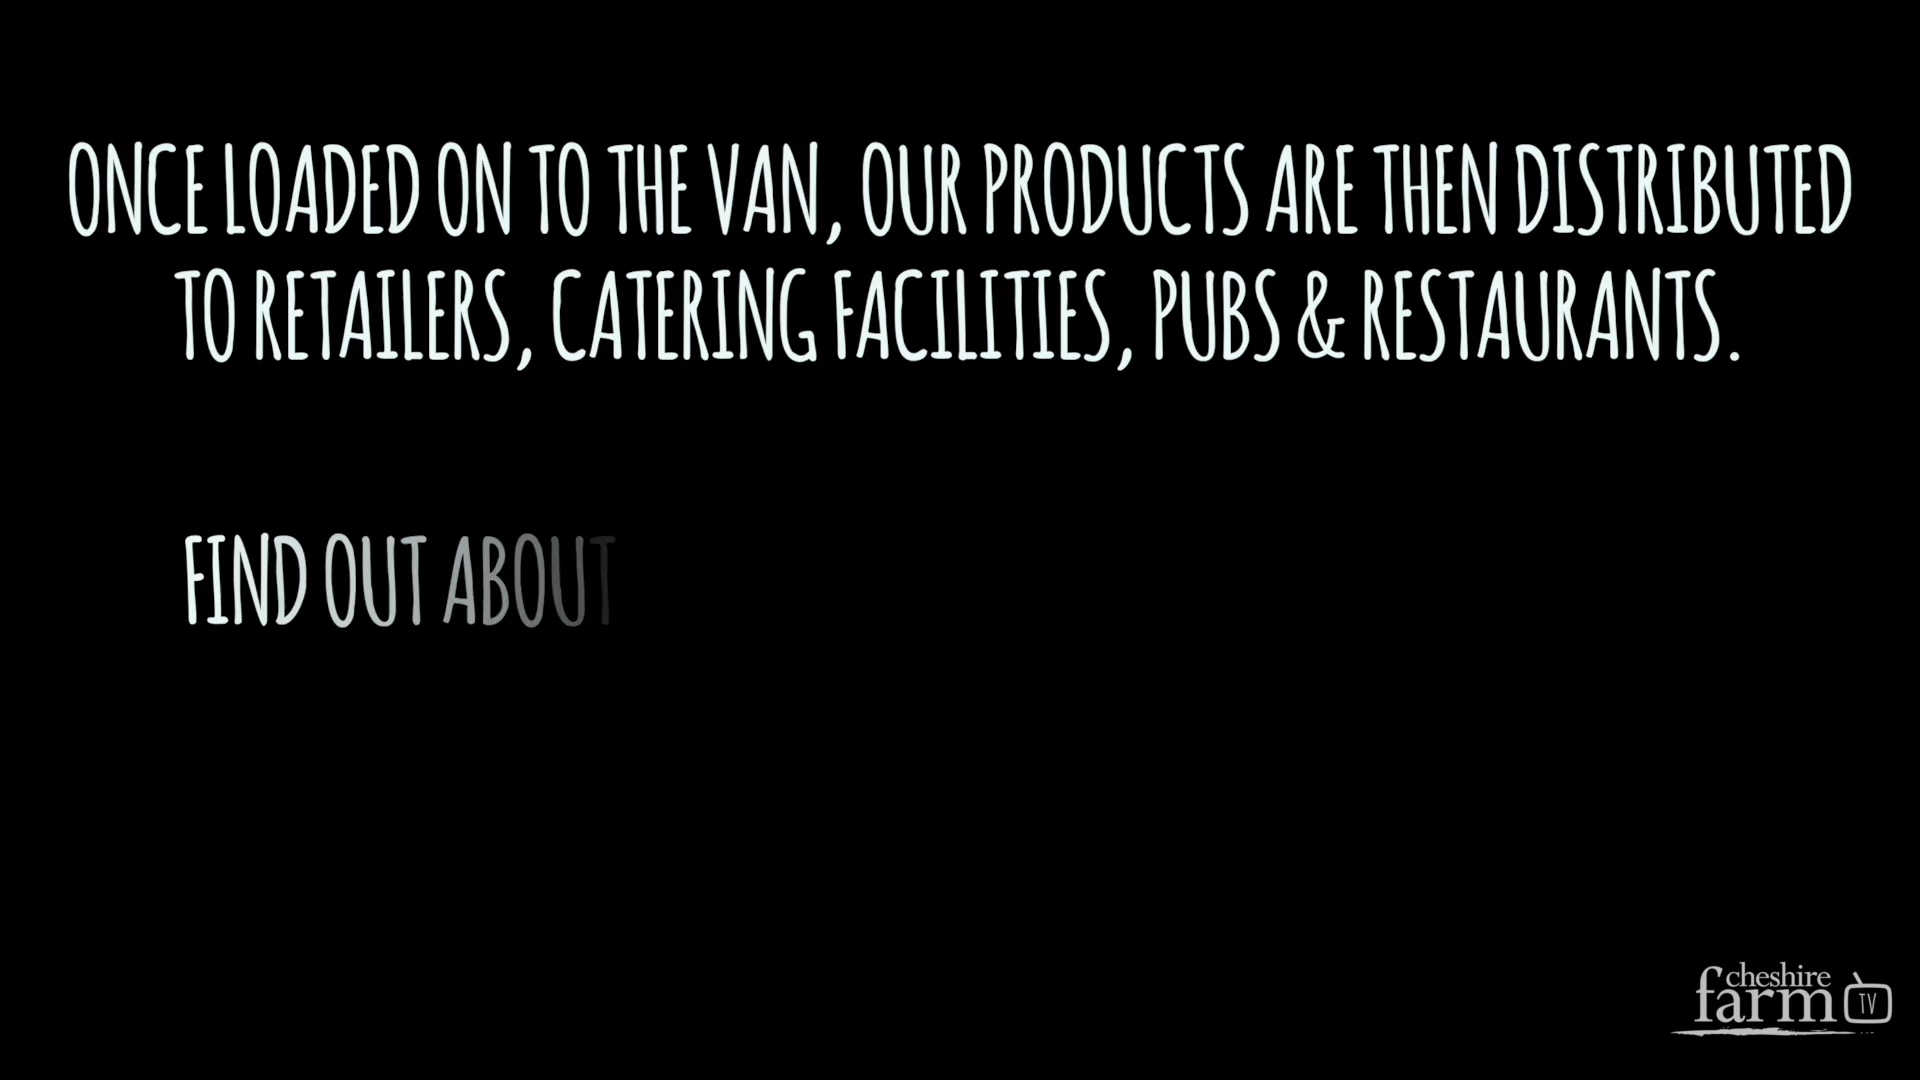 ONCE LOADED ON TO THE VAN, OUR PRODUCTS ARE THEN DISTRIBUTED
TO RETAILERS, CATERING FACILITIES, PUBS & RESTAURANTS.
FIND OUT ABOUT
cheshire
farm TV